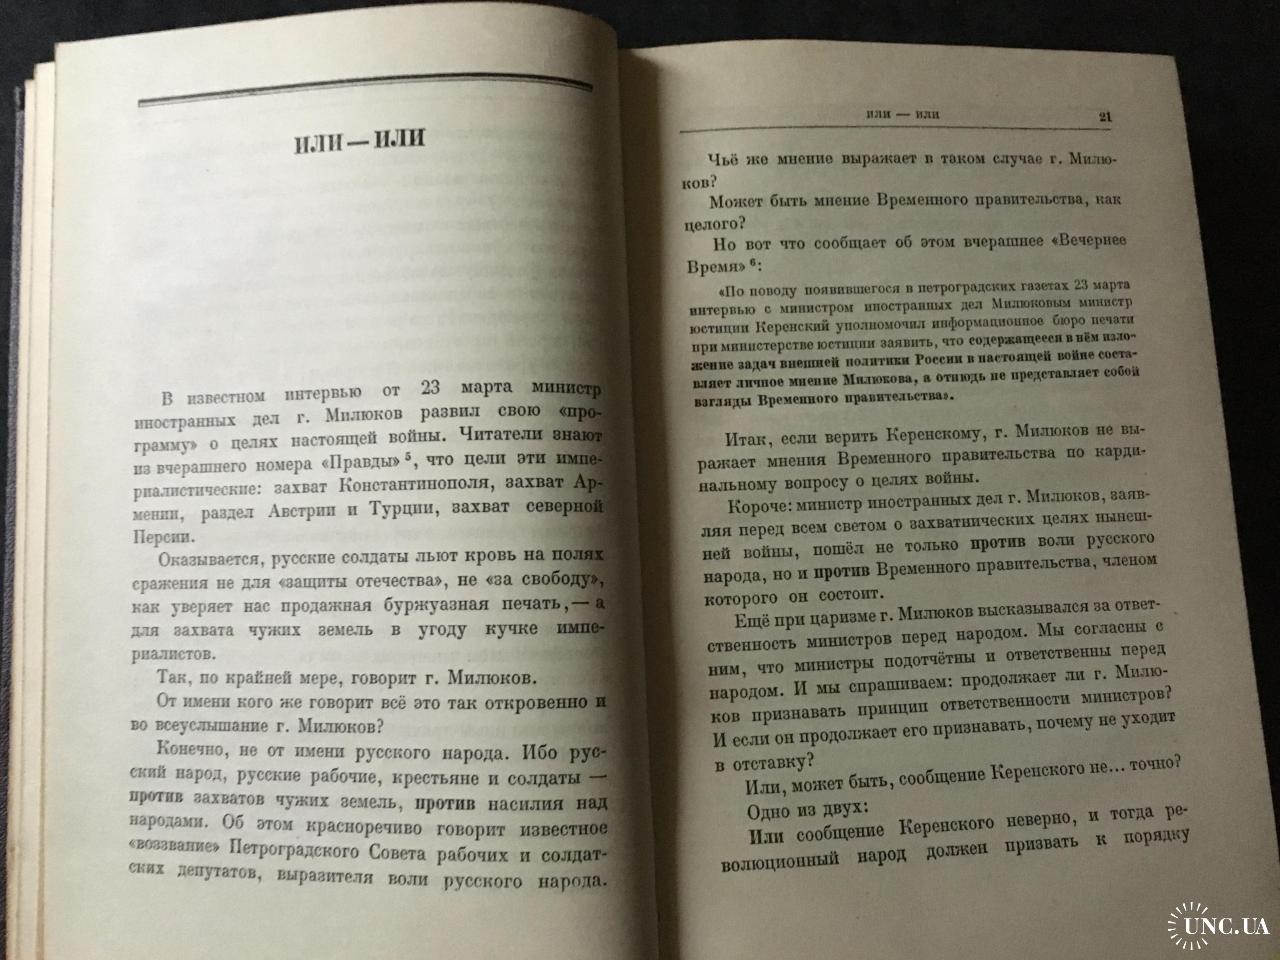 ИЛИ — ИЛИ
В известном интервью от 23 марта министр
иностранных дел г. Милюков развил свою «про-
грамму» о целях настоящей войны. Читатели знают
из вчерашнего номера «Правды» ⁵, что цели эти импе-
риалистические: захват Константинополя, захват Ар-
мении, раздел Австрии и Турции, захват северной
Персии.
Оказывается, русские солдаты льют кровь на полях
сражения не для «защиты отечества», не «за свободу»,
как уверяет нас продажная буржуазная печать, — а
для захвата чужих земель в угоду кучке импе-
риалистов.
Так, по крайней мере, говорит г. Милюков.
От имени кого же говорит всё это так откровенно и
во всеуслышание г. Милюков?
Конечно, не от имени русского народа. Ибо рус-
ский народ, русские рабочие, крестьяне и солдаты —
против захватов чужих земель, против насилия над
народами. Об этом красноречиво говорит известное
«воззвание» Петроградского Совета рабочих и солдат-
ских депутатов, выразителя воли русского народа.
ИЛИ — ИЛИ 21
Чьё же мнение выражает в таком случае г. Милю-
ков?
Может быть мнение Временного правительства, как
целого?
Но вот что сообщает об этом вчерашнее «Вечернее
Время» ⁶:
«По поводу появившегося в петроградских газетах 23 марта
интервью с министром иностранных дел Милюковым министр
юстиции Керенский уполномочил информационное бюро печати
при министерстве юстиции заявить, что содержащееся в нём изло-
жение задач внешней политики России в настоящей войне соста-
вляет личное мнение Милюкова, а отнюдь не представляет собой
взгляды Временного правительства».
Итак, если верить Керенскому, г. Милюков не вы-
ражает мнения Временного правительства по карди-
нальному вопросу о целях войны.
Короче: министр иностранных дел г. Милюков, заяв-
ляя перед всем светом о захватнических целях нынеш-
ней войны, пошёл не только против воли русского
народа, но и против Временного правительства, членом
которого он состоит.
Ещё при царизме г. Милюков высказывался за ответ-
ственность министров перед народом. Мы согласны с
ним, что министры подотчётны и ответственны перед
народом. И мы спрашиваем: продолжает ли г. Милю-
ков признавать принцип ответственности министров?
И если он продолжает его признавать, почему не уходит
в отставку?
Или, может быть, сообщение Керенского не... точно?
Одно из двух:
Или сообщение Керенского неверно, и тогда ре-
волюционный народ должен призвать к порядку
UNC.UA